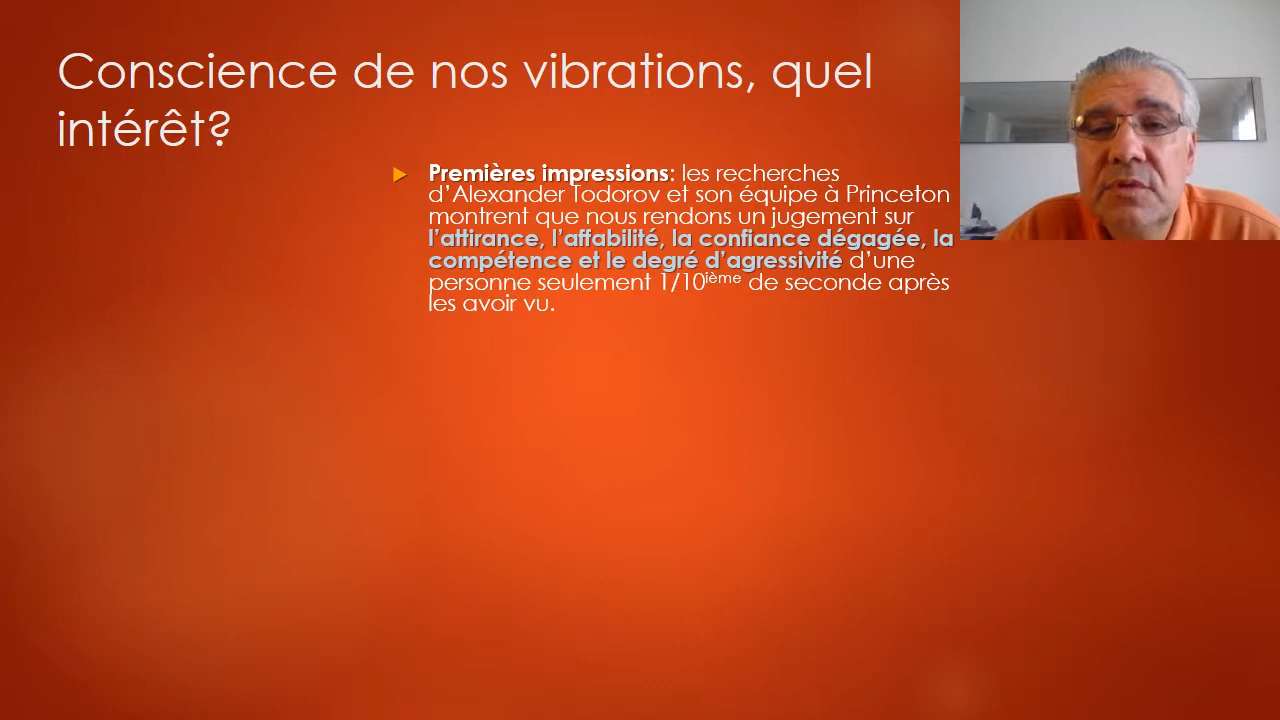 Conscience de nos vibrations, quel
intérêt?
Premières impressions: les recherches
d’Alexander Todorov et son équipe à Princeton
montrent que nous rendons un jugement sur
l’attirance, l’affabilité, la confiance dégagée, la
compétence et le degré d’agressivité d’une
personne seulement 1/10ième de seconde après
les avoir vu.